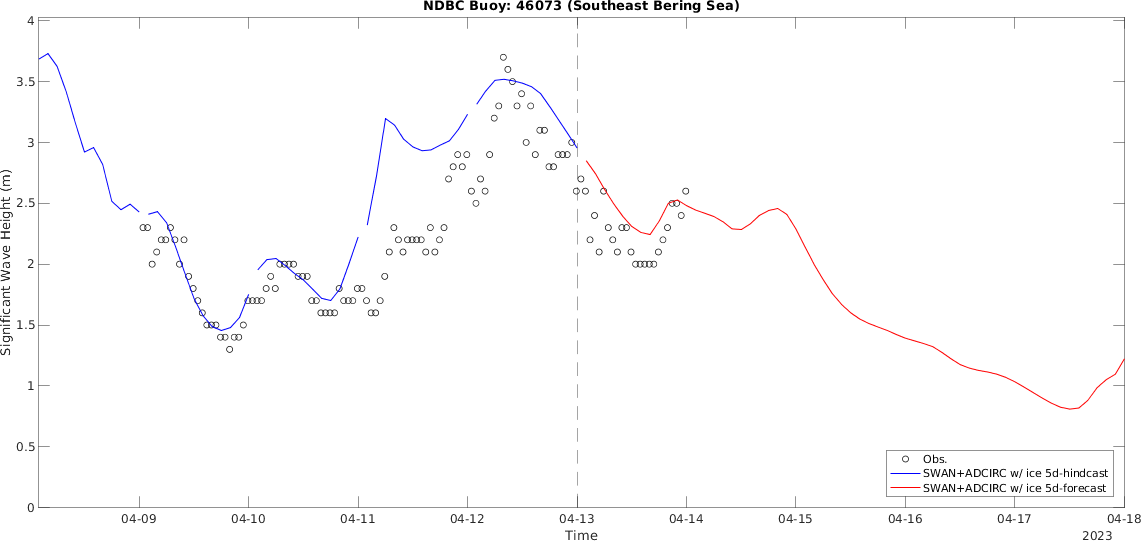 NDBC Buoy: 46073 (Southeast Bering Sea)
4
3.5
3
2.5
2
1.5
1
0.5
0
Significant Wave Height (m)
Obs.
SWAN+ADCIRC w/ ice 5d-hindcast
SWAN+ADCIRC w/ ice 5d-forecast
04-09 04-10 04-11 04-12 04-13 04-14 04-15 04-16 04-17 04-18
Time
2023